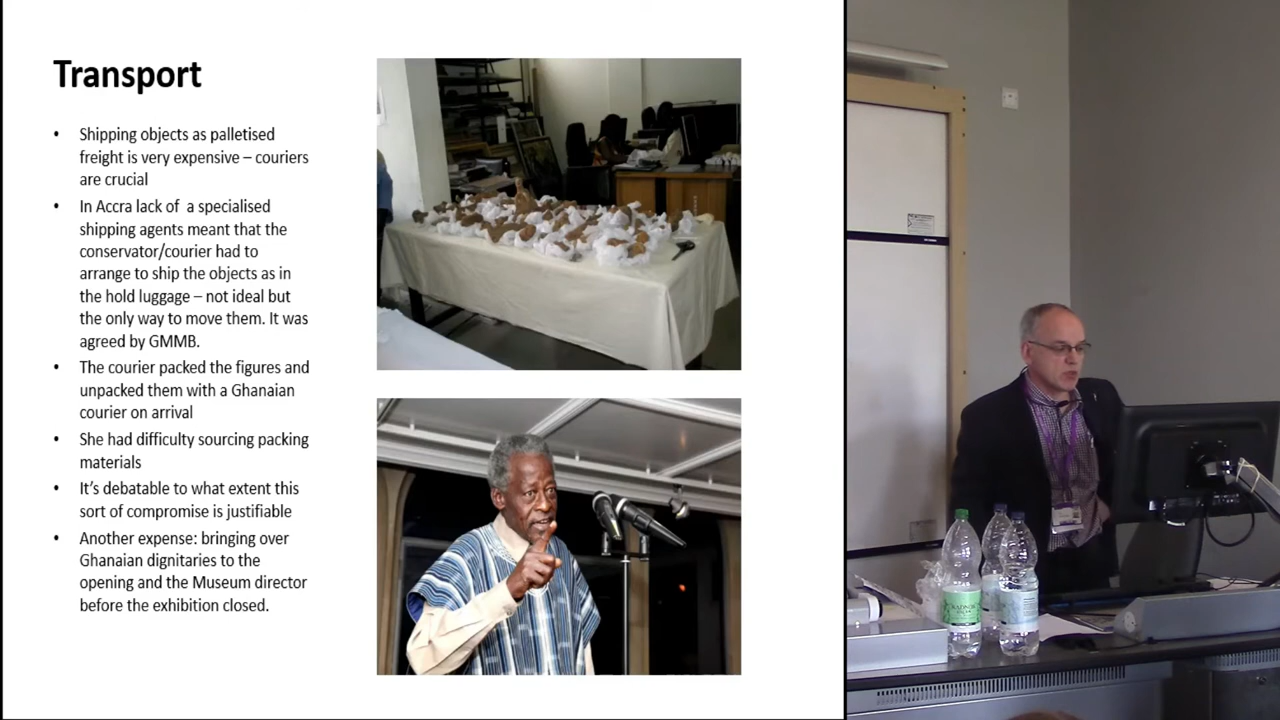 Transport
• Shipping objects as palletised
freight is very expensive – couriers
are crucial
• In Accra lack of  a specialised
shipping agents meant that the
conservator/courier had to
arrange to ship the objects as in
the hold luggage – not ideal but
the only way to move them. It was
agreed by GMMB.
• The courier packed the figures and
unpacked them with a Ghanaian
courier on arrival
• She had difficulty sourcing packing
materials
• It's debatable to what extent this
sort of compromise is justifiable
• Another expense: bringing over
Ghanaian dignitaries to the
opening and the Museum director
before the exhibition closed.
RADNOR